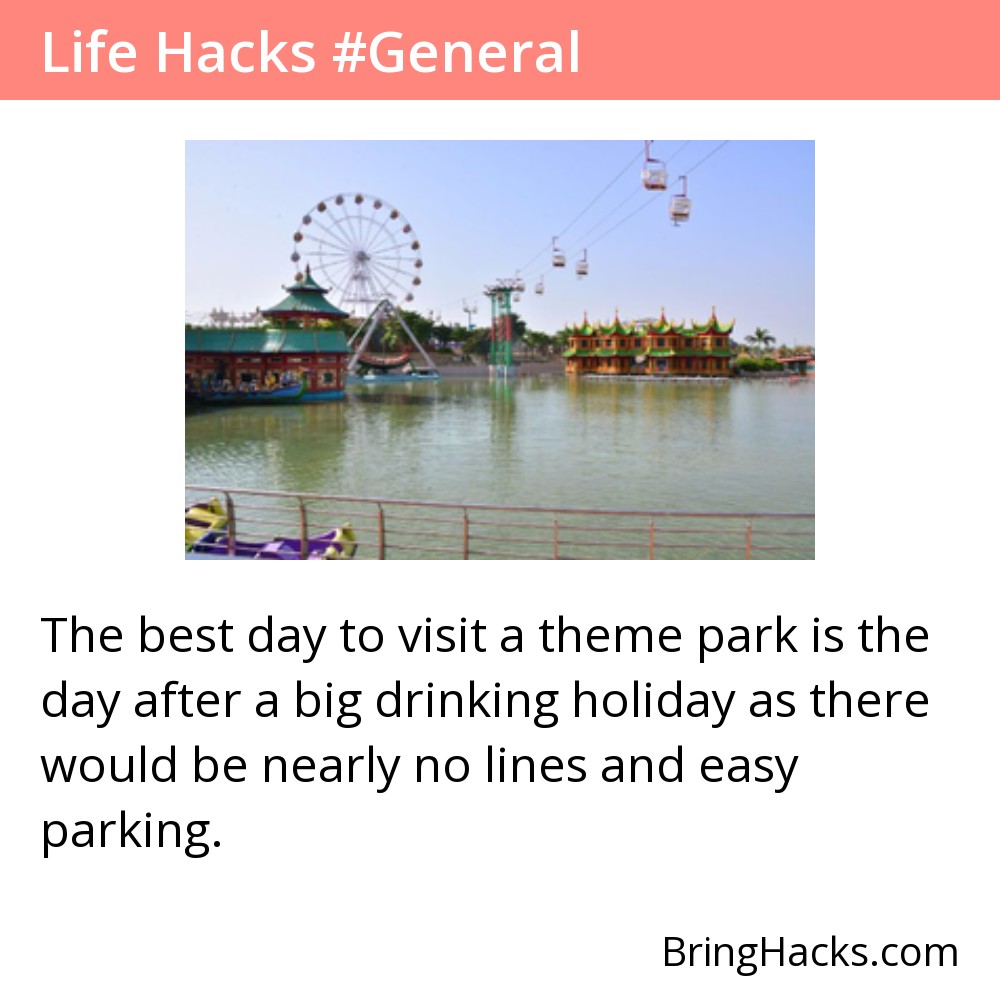 Life Hacks #General
The best day to visit a theme park is the
day after a big drinking holiday as there
would be nearly no lines and easy
parking.
BringHacks.com